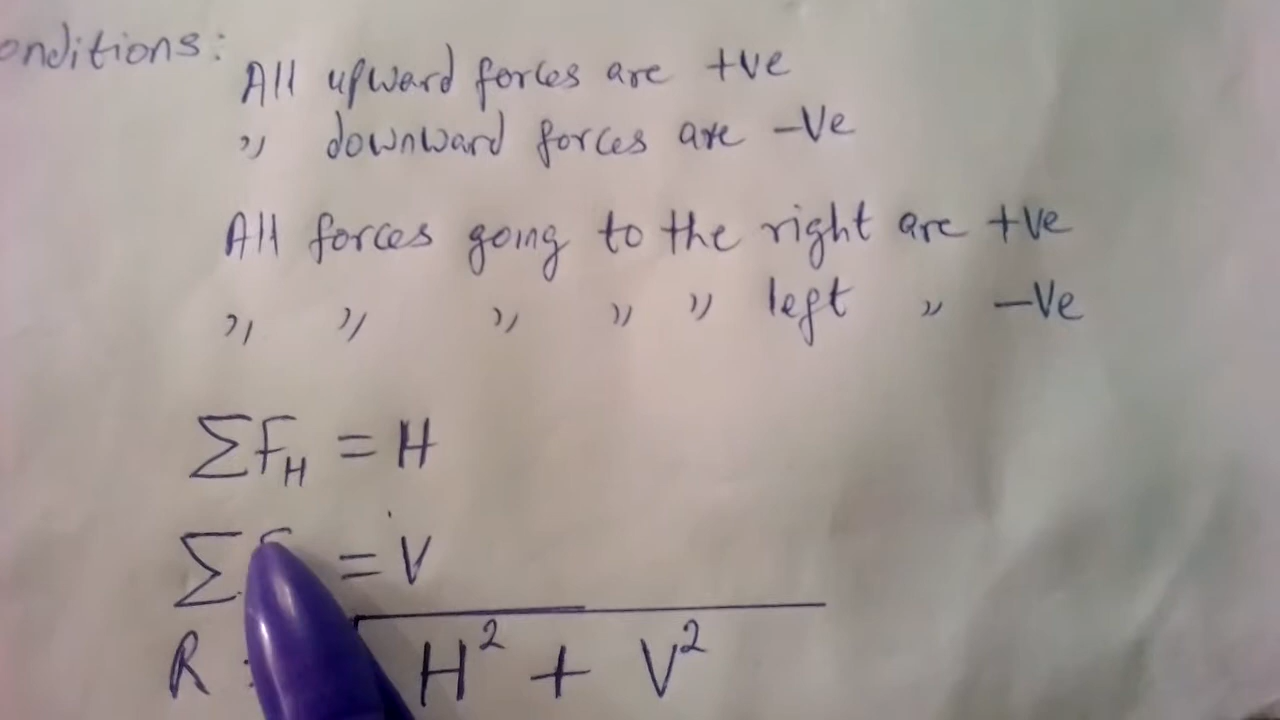 onditions:
All upward forces are +ve
,, downward forces are -ve
All forces going to the right are +ve
,, ,, ,, ,, ,, left ,, -ve
ΣF_H = H
Σ = V
R √H² + V²